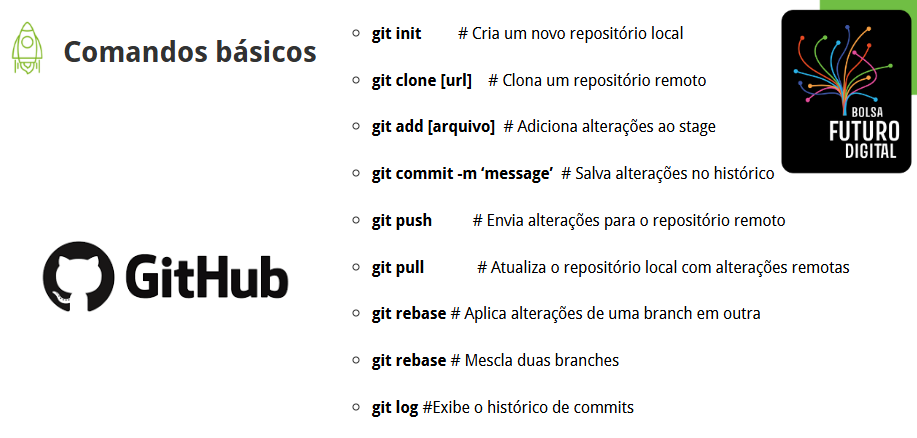 Comandos básicos
git init # Cria um novo repositório local
git clone [url] # Clona um repositório remoto
git add [arquivo] # Adiciona alterações ao stage
git commit -m ‘message’ # Salva alterações no histórico
git push # Envia alterações para o repositório remoto
git pull # Atualiza o repositório local com alterações remotas
git rebase # Aplica alterações de uma branch em outra
git rebase # Mescla duas branches
git log #Exibe o histórico de commits
GitHub
BOLSA
FUTURO
DIGITAL